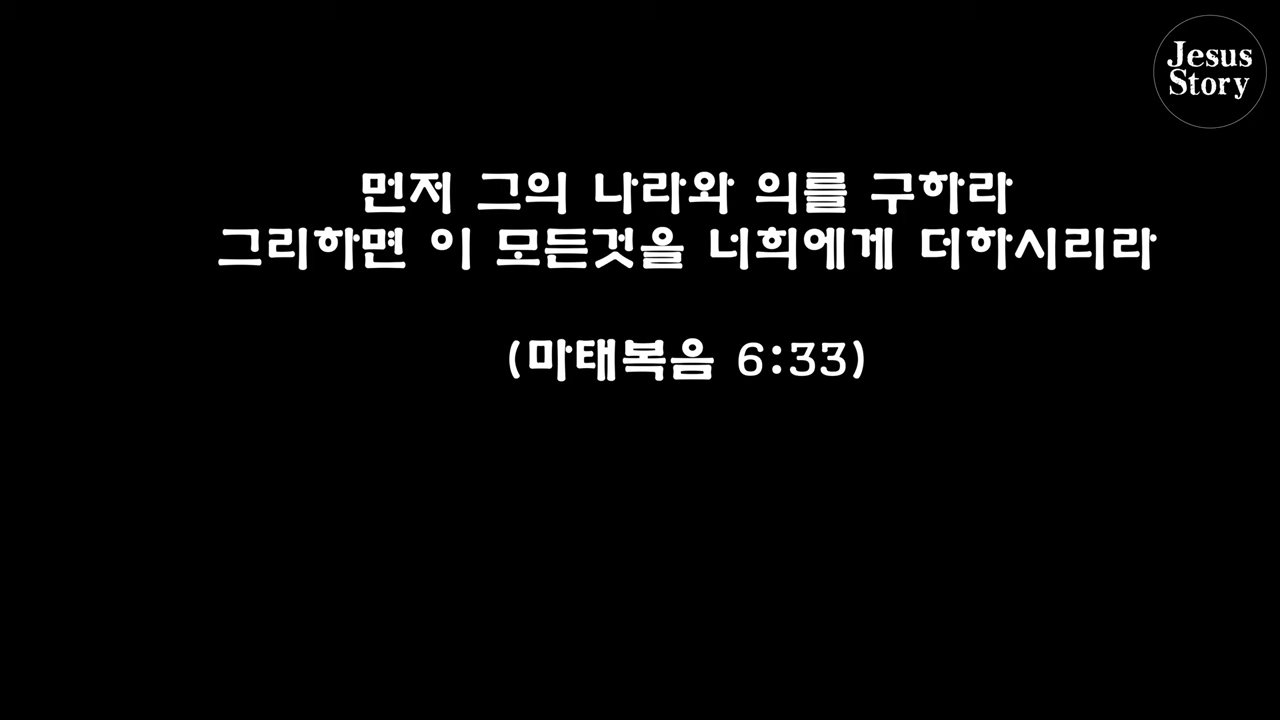 Jesus
Story
먼저 그의 나라와 의를 구하라
그리하면 이 모든것을 너희에게 더하시리라
(마태복음 6:33)